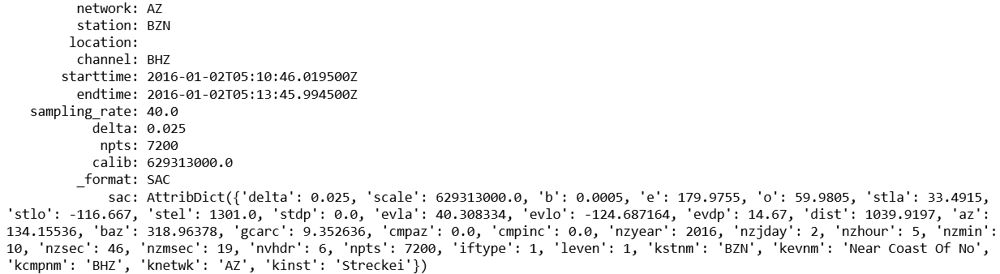 network: AZ
station: BZN
location:
channel: BHZ
starttime: 2016-01-02T05:10:46.019500Z
endtime: 2016-01-02T05:13:45.994500Z
sampling_rate: 40.0
delta: 0.025
npts: 7200
calib: 629313000.0
_format: SAC
sac: AttribDict({'delta': 0.025, 'scale': 629313000.0, 'b': 0.0005, 'e': 179.9755, 'o': 59.9805, 'stla': 33.4915,
'stlo': -116.667, 'stel': 1301.0, 'stdp': 0.0, 'evla': 40.308334, 'evlo': -124.687164, 'evdp': 14.67, 'dist': 1039.9197, 'az':
134.15536, 'baz': 318.96378, 'gcarc': 9.352636, 'cmpaz': 0.0, 'cmpinc': 0.0, 'nzyear': 2016, 'nzjday': 2, 'nzhour': 5, 'nzmin':
10, 'nzsec': 46, 'nzmsec': 19, 'nvhdr': 6, 'npts': 7200, 'iftype': 1, 'leven': 1, 'kstnm': 'BZN', 'kevnm': 'Near Coast Of No',
'kcmpnm': 'BHZ', 'knetwk': 'AZ', 'kinst': 'Streckei'})